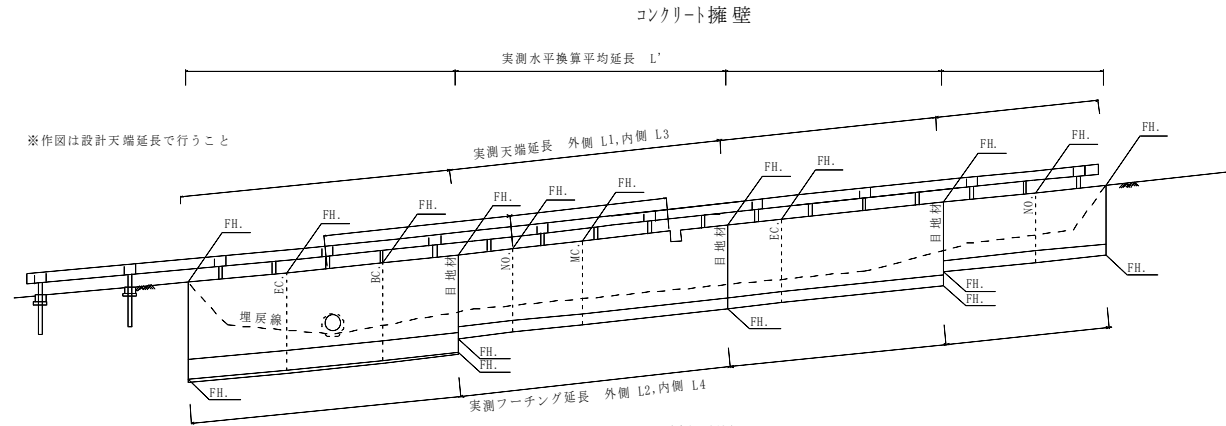 コンクリート擁壁
実測水平換算平均延長 L'
※作図は設計天端延長で行うこと
実測天端延長 外側 L1,内側 L3
FH.
FH.
FH.
FH.
FH.
FH.
FH.
FH.
FH.
FH.
FH.
EC.
BC.
目地材
NO.
MC.
目地材
EC.
目地材
NO.
埋戻線
FH.
FH.
FH.
FH.
FH.
FH.
FH.
実測フーチング延長 外側 L2,内側 L4